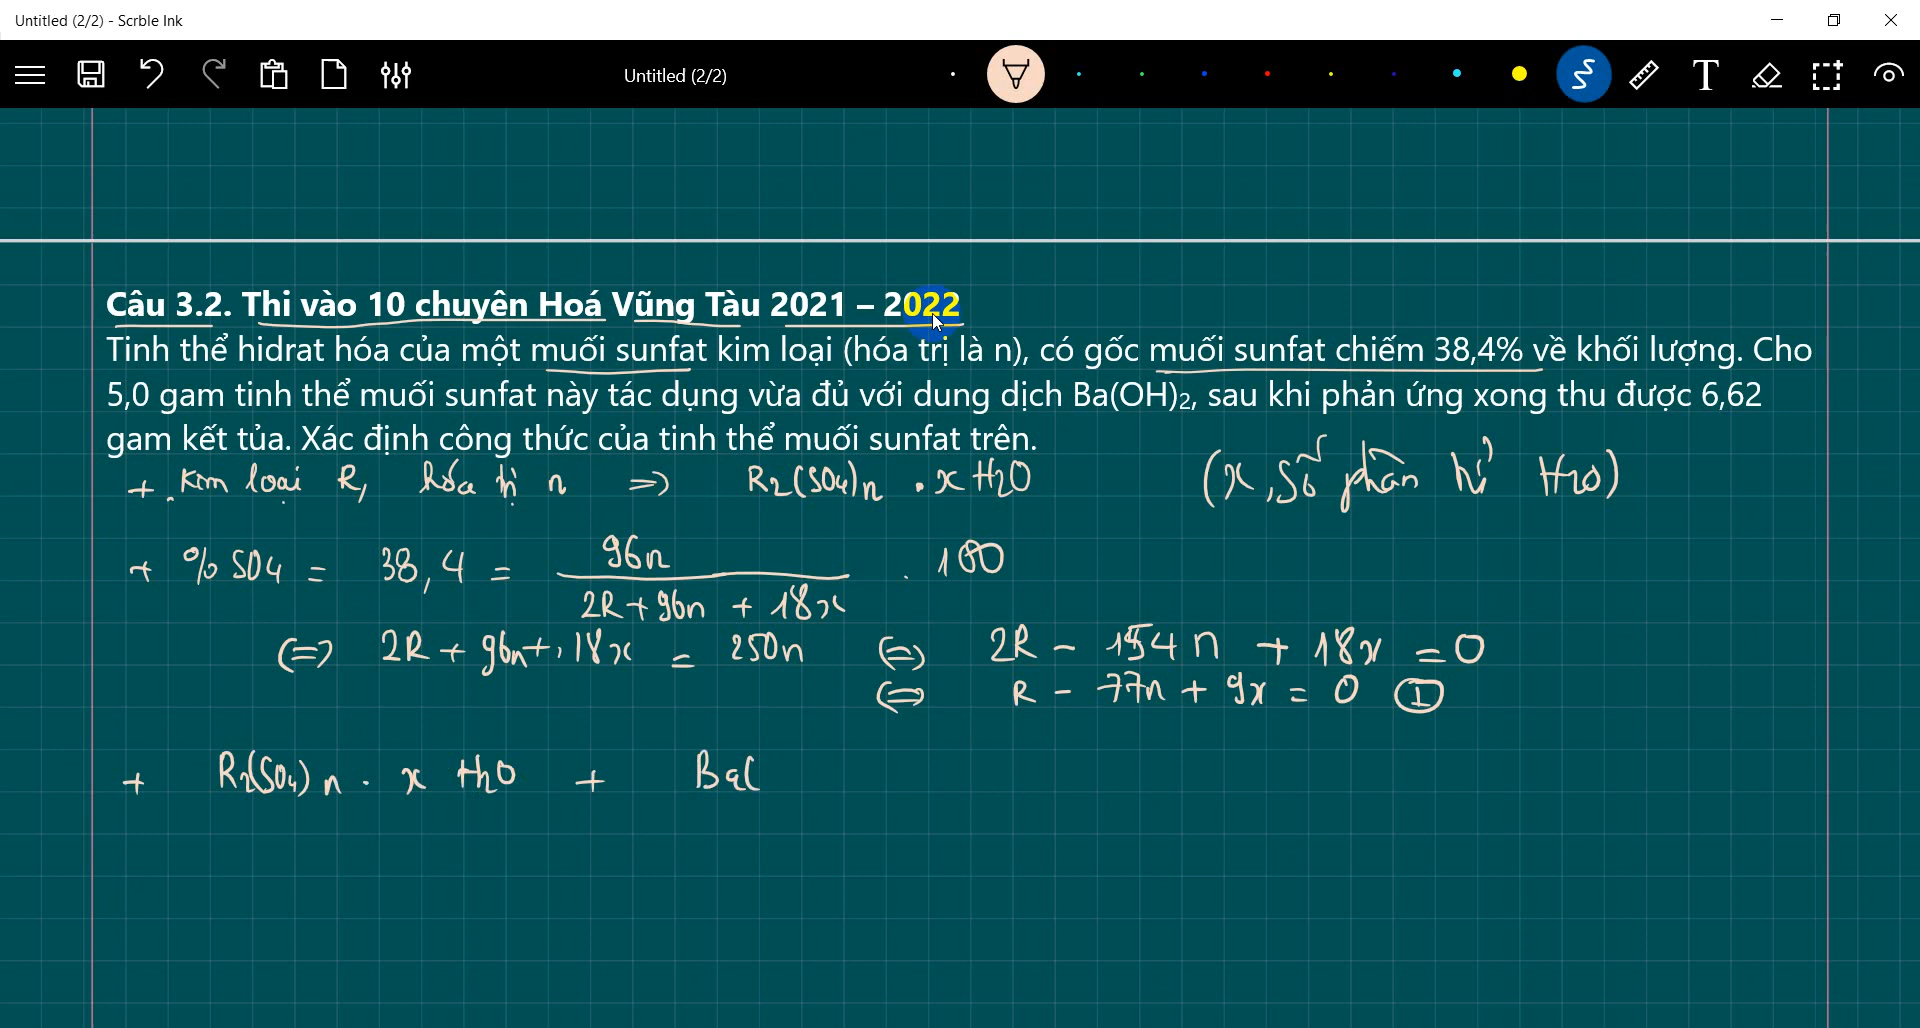 Untitled (2/2) - Scrble Ink
Untitled (2/2)
T
Câu 3.2. Thi vào 10 chuyên Hoá Vũng Tàu 2021 – 2022
Tinh thể hidrat hóa của một muối sunfat kim loại (hóa trị là n), có gốc muối sunfat chiếm 38,4% về khối lượng. Cho
5,0 gam tinh thể muối sunfat này tác dụng vừa đủ với dung dịch Ba(OH)₂, sau khi phản ứng xong thu được 6,62
gam kết tủa. Xác định công thức của tinh thể muối sunfat trên.
+ Kim loại R, hóa trị n => R2(SO4)n . x H2O (x, số phân tử H2O)
+ % SO4 = 38,4 = 96n / (2R + 96n + 18x) . 100
(=) 2R + 96n + 18x = 250n (=) 2R - 154n + 18x = 0
(=) R - 77n + 9x = 0 (I)
+ R2(SO4)n . x H2O + Ba(